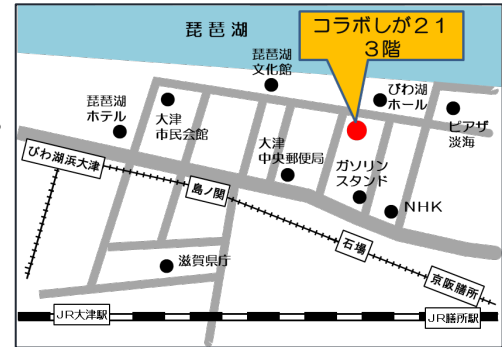 琵琶湖
コラボしが21
3階
琵琶湖
文化館
びわ湖
ホール
ピアザ
淡海
琵琶湖
ホテル
大津
市民会館
大津
中央郵便局
ガソリン
スタンド
NHK
びわ湖浜大津
島ノ関
石場
京阪膳所
滋賀県庁
JR大津駅
JR膳所駅